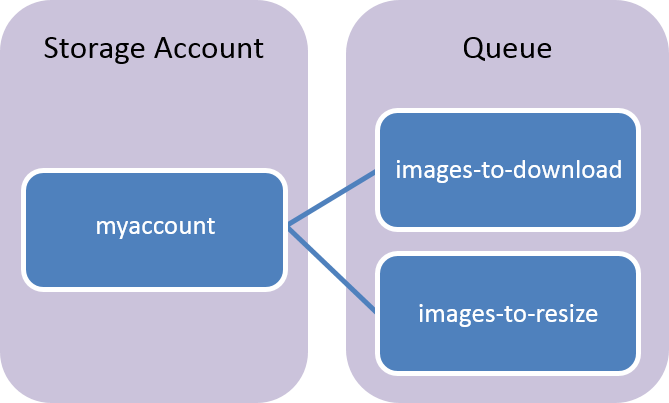 Storage Account
myaccount
Queue
images-to-download
images-to-resize